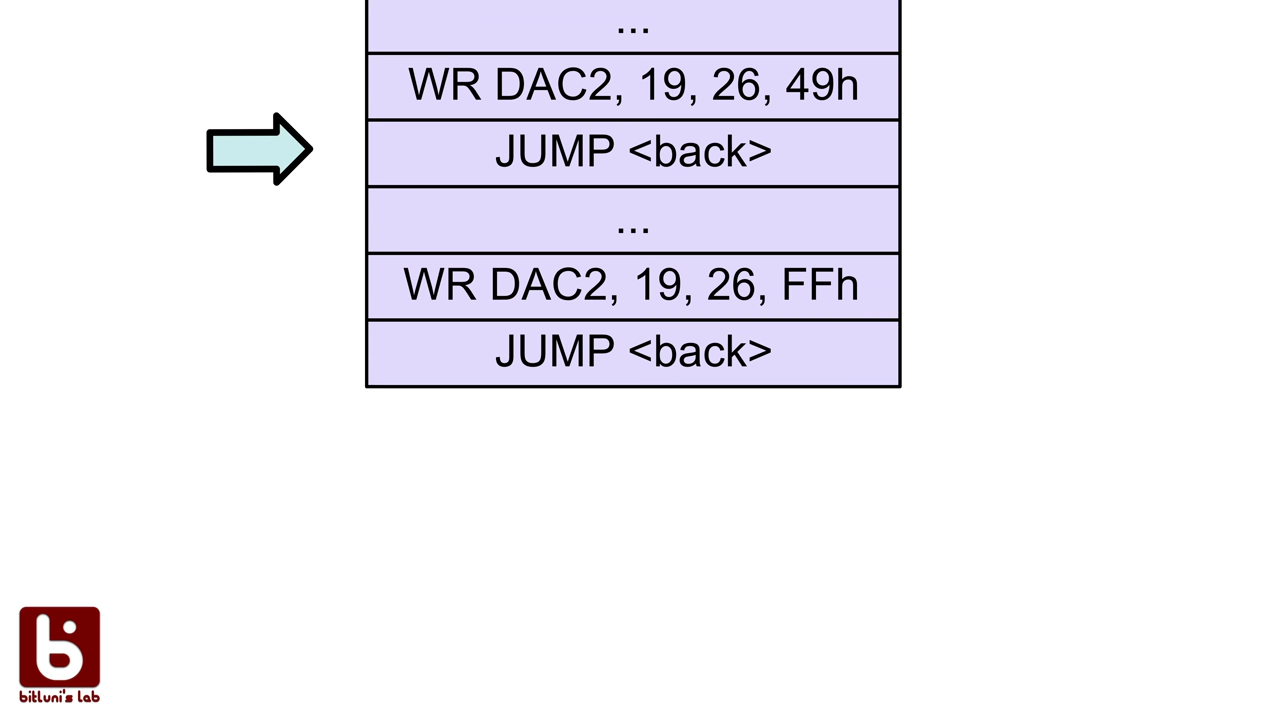 ...
WR DAC2, 19, 26, 49h
JUMP <back>
...
WR DAC2, 19, 26, FFh
JUMP <back>
b
bitluni's lab